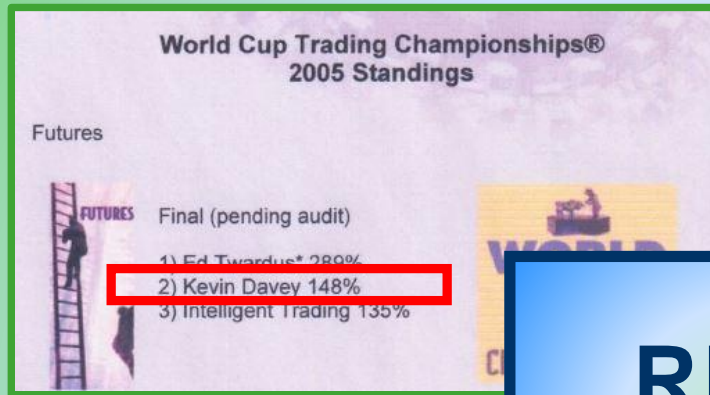 World Cup Trading Championships®
2005 Standings
Futures
FUTURES
Final (pending audit)
1) Ed Twardus* 289%
2) Kevin Davey 148%
3) Intelligent Trading 135%
WORLD